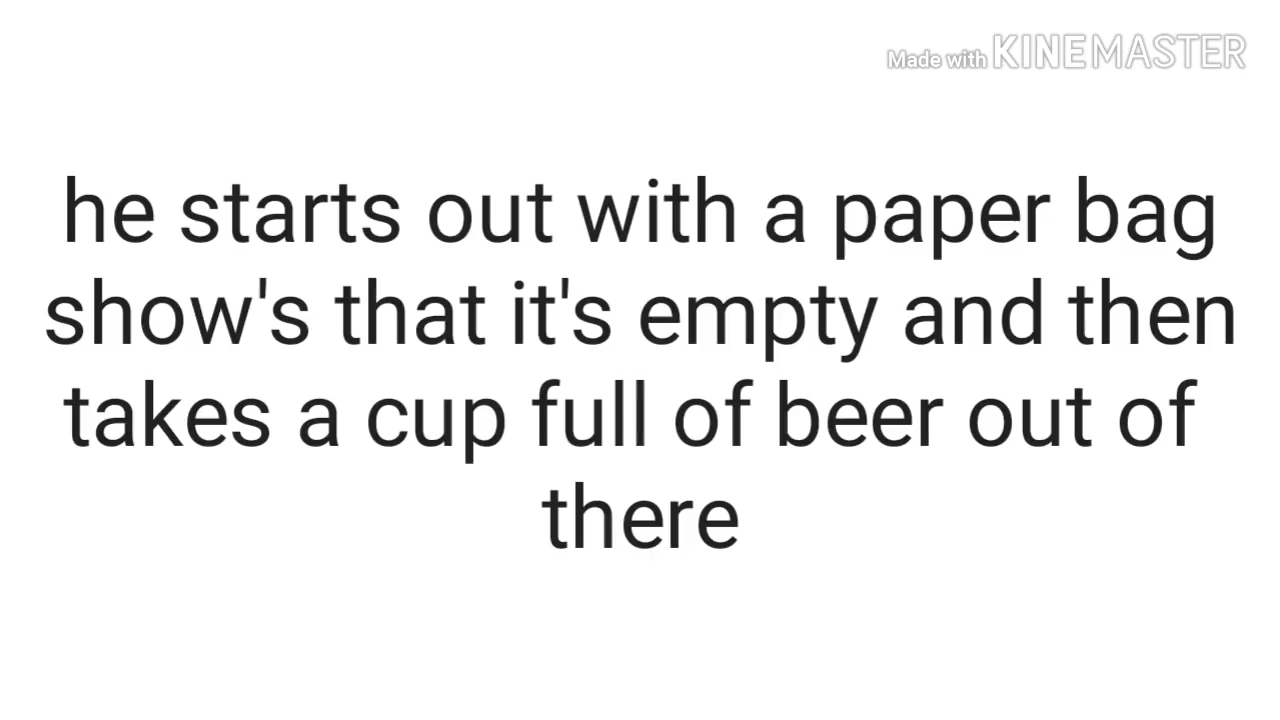 Made with KINEMASTER
he starts out with a paper bag
show's that it's empty and then
takes a cup full of beer out of
there